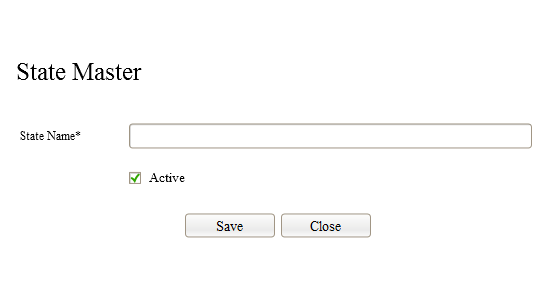 State Master
State Name*
Active
Save Close